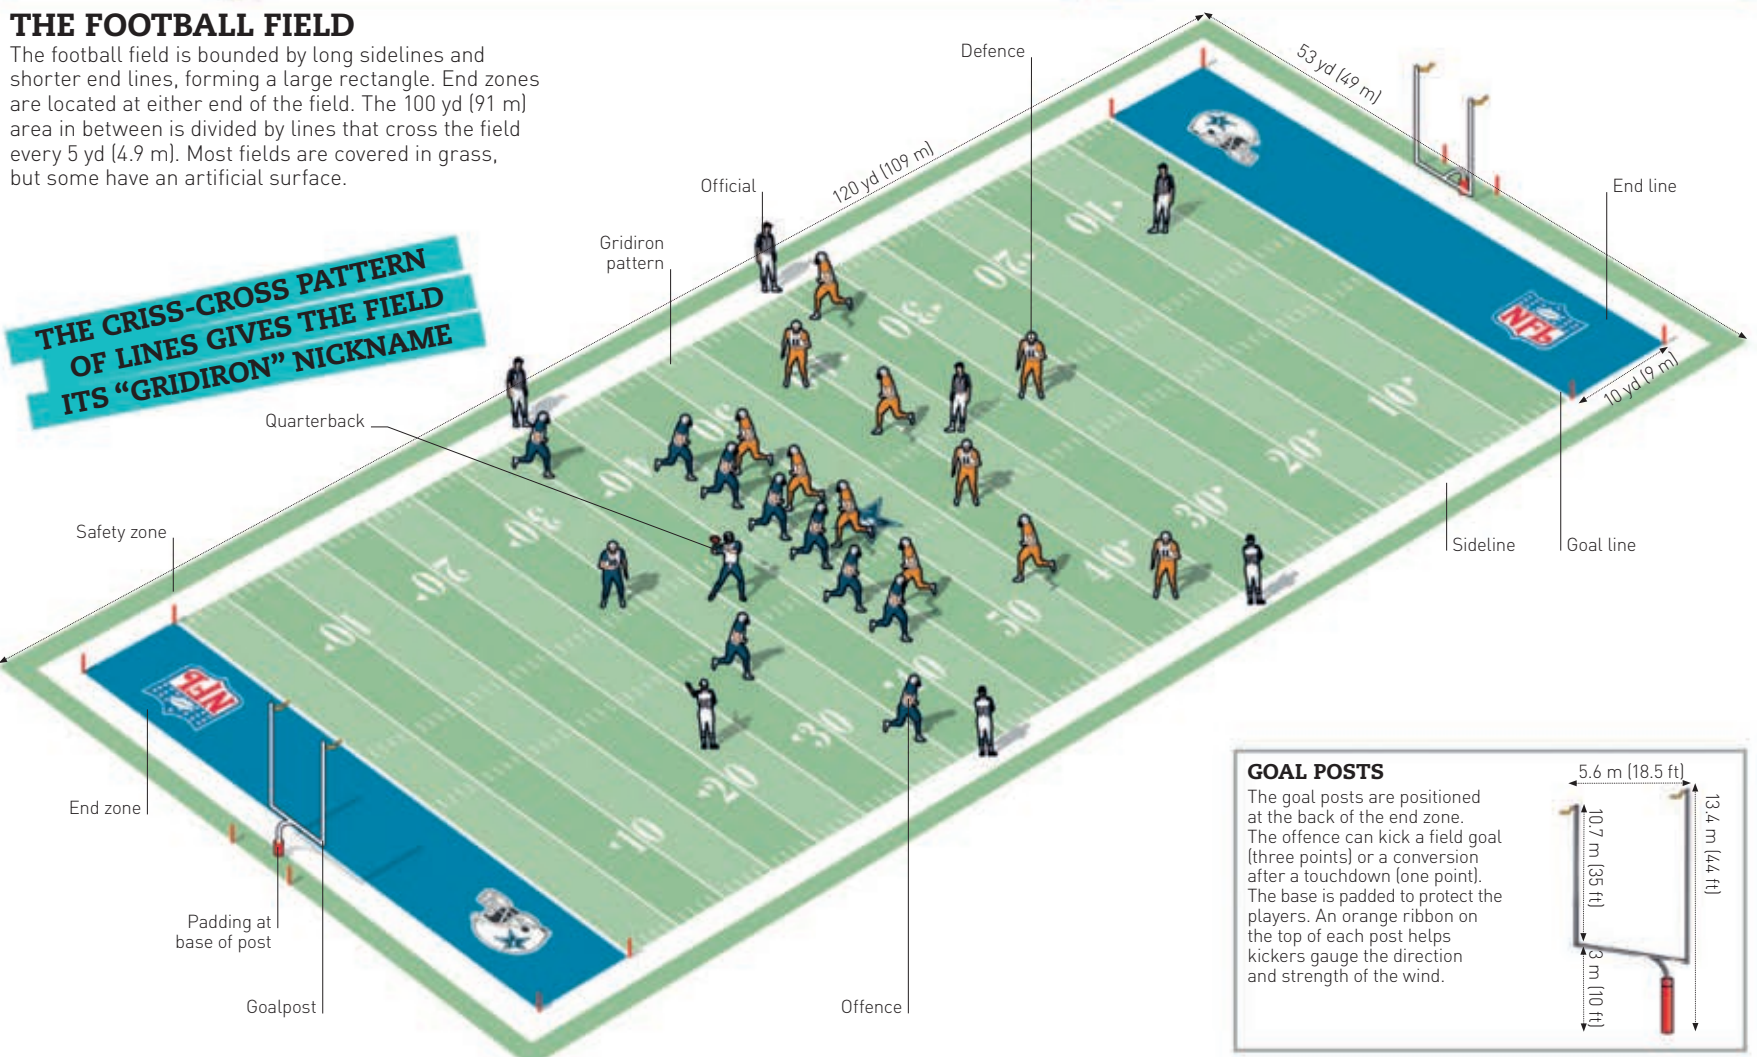 THE FOOTBALL FIELD
The football field is bounded by long sidelines and
shorter end lines, forming a large rectangle. End zones
are located at either end of the field. The 100 yd (91 m)
area in between is divided by lines that cross the field
every 5 yd (4.9 m). Most fields are covered in grass,
but some have an artificial surface.
THE CRISS-CROSS PATTERN
OF LINES GIVES THE FIELD
ITS “GRIDIRON” NICKNAME
Defence
53 yd (49 m)
120 yd (109 m)
Official
End line
Gridiron
pattern
Quarterback
10 yd (9 m)
Safety zone
Sideline
Goal line
End zone
Padding at
base of post
Goalpost
Offence
10
20
30
50
40
30
20
10
10
20
30
40
50
40
30
20
10
NFL
NFL
GOAL POSTS
The goal posts are positioned
at the back of the end zone.
The offence can kick a field goal
(three points) or a conversion
after a touchdown (one point).
The base is padded to protect the
players. An orange ribbon on
the top of each post helps
kickers gauge the direction
and strength of the wind.
5.6 m (18.5 ft)
10.7 m (35 ft)
13.4 m (44 ft)
3 m (10 ft)